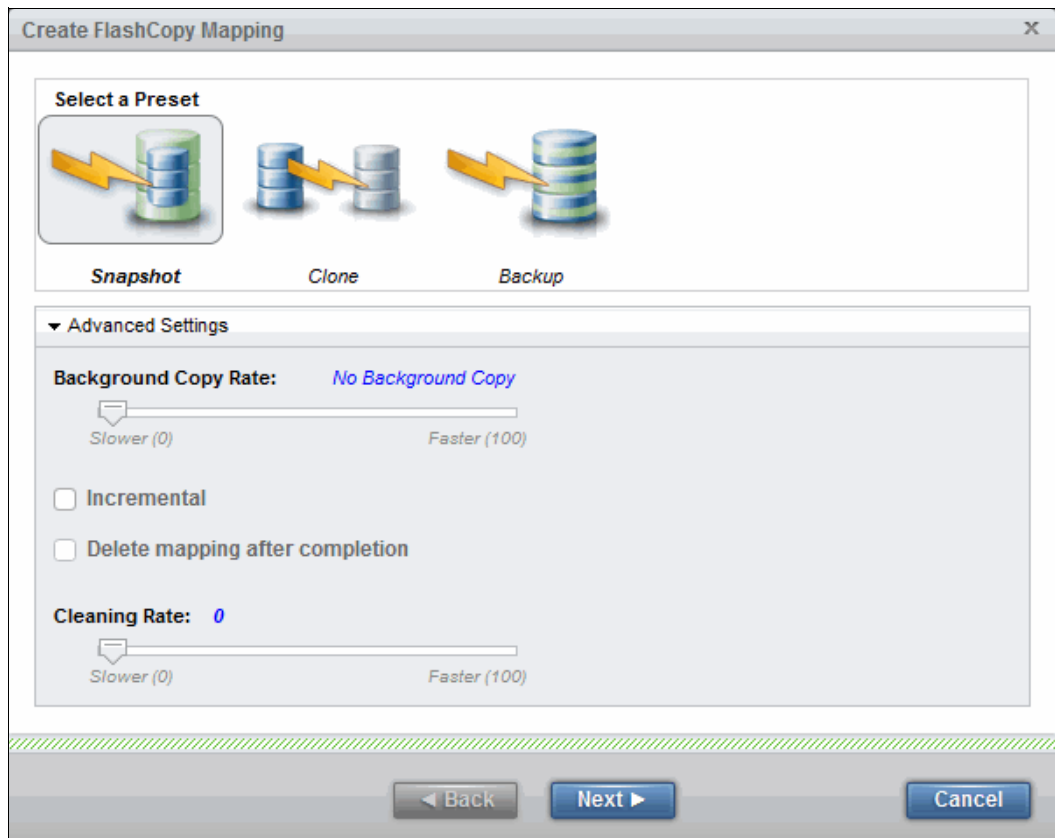 Create FlashCopy Mapping
x
Select a Preset
Snapshot Clone Backup
Advanced Settings
Background Copy Rate: No Background Copy
Slower (0) Faster (100)
Incremental
Delete mapping after completion
Cleaning Rate: 0
Slower (0) Faster (100)
Back Next Cancel